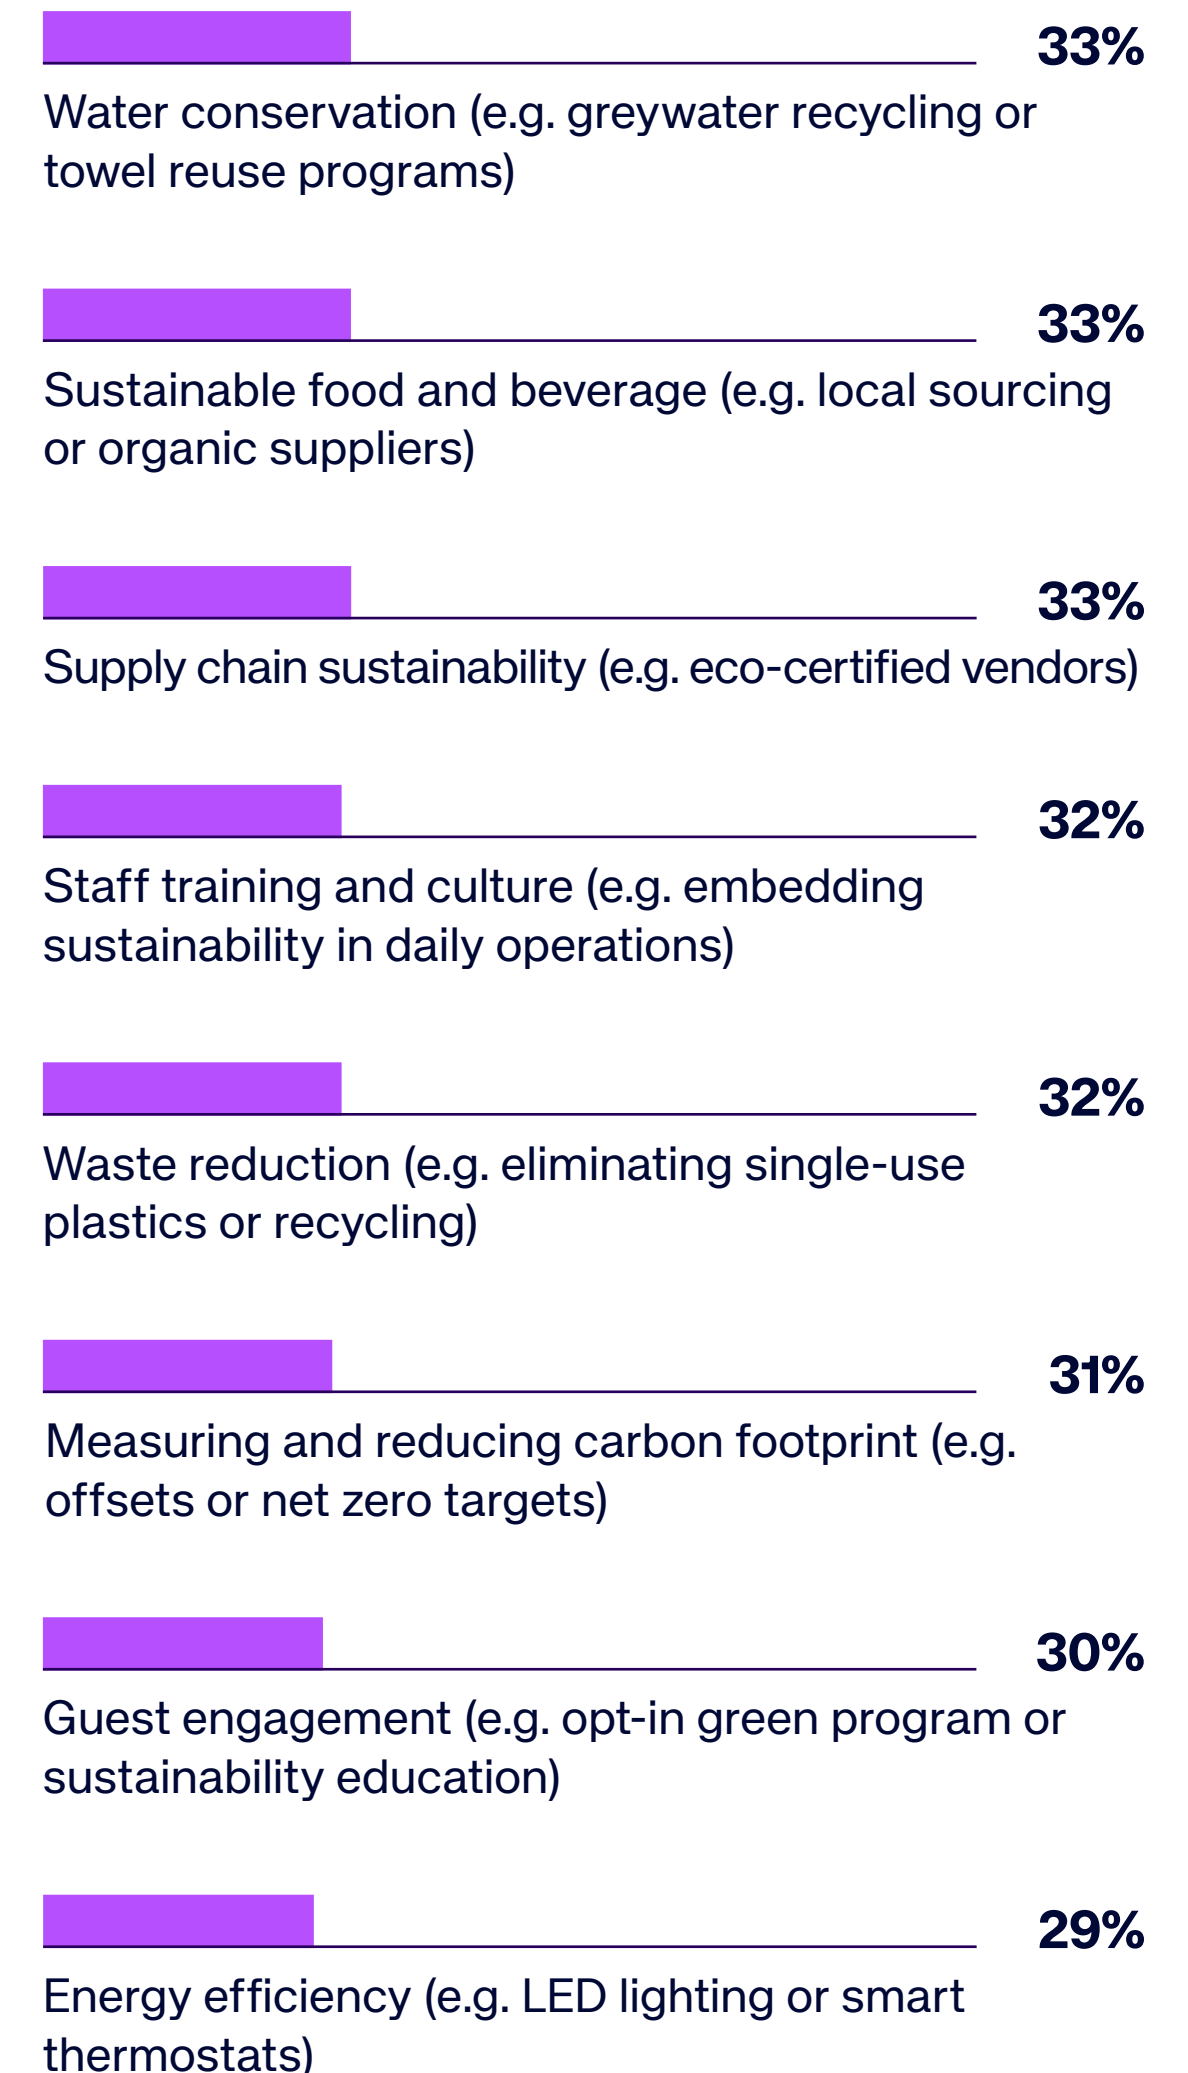 33%
Water conservation (e.g. greywater recycling or
towel reuse programs)
33%
Sustainable food and beverage (e.g. local sourcing
or organic suppliers)
33%
Supply chain sustainability (e.g. eco-certified vendors)
32%
Staff training and culture (e.g. embedding
sustainability in daily operations)
32%
Waste reduction (e.g. eliminating single-use
plastics or recycling)
31%
Measuring and reducing carbon footprint (e.g.
offsets or net zero targets)
30%
Guest engagement (e.g. opt-in green program or
sustainability education)
29%
Energy efficiency (e.g. LED lighting or smart
thermostats)